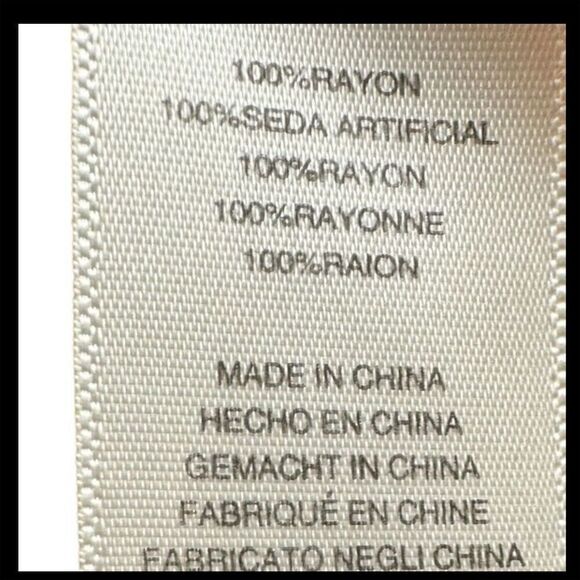 100%RAYON
100%SEDA ARTIFICIAL
100%RAYON
100%RAYONNE
100%RAION
MADE IN CHINA
HECHO EN CHINA
GEMACHT IN CHINA
FABRIQUÉ EN CHINE
FABRICATO NEGLI CHINA